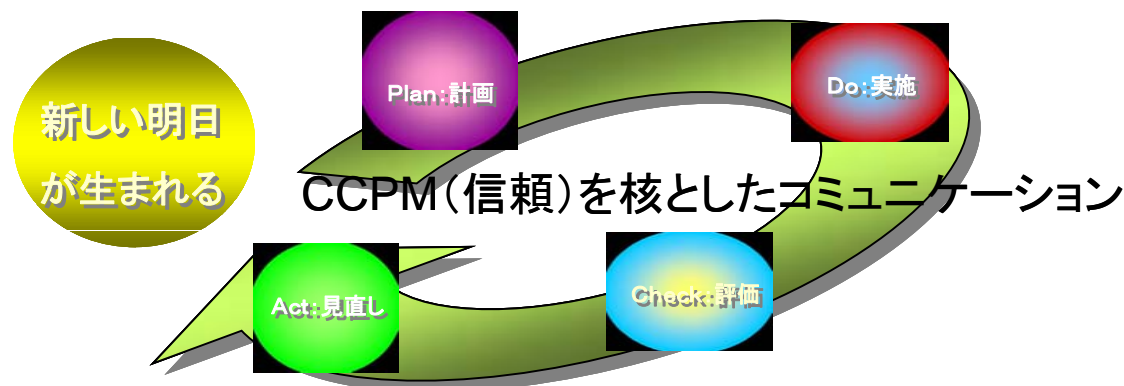 新しい明日
が生まれる
Plan:計画
Do:実施
CCPM(信頼)を核としたコミュニケーション
Check:評価
Act:見直し